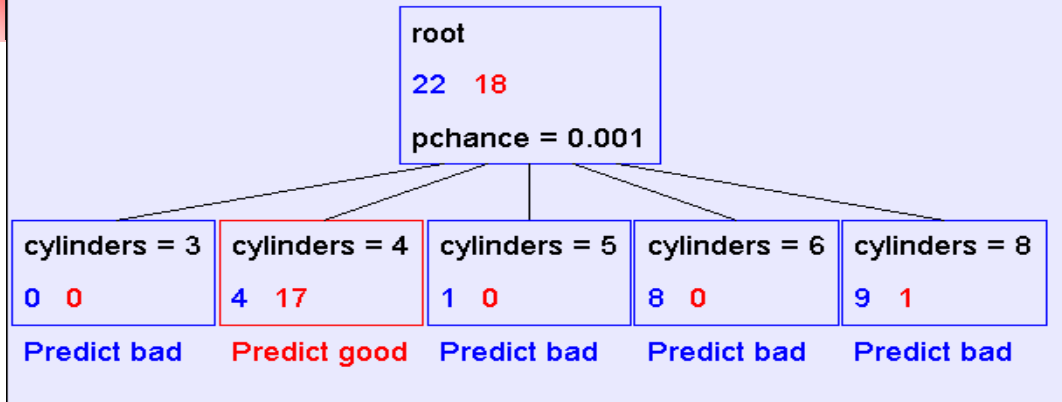 root
22 18
pchance = 0.001
cylinders = 3 cylinders = 4 cylinders = 5 cylinders = 6 cylinders = 8
0 0 4 17 1 0 8 0 9 1
Predict bad Predict good Predict bad Predict bad Predict bad